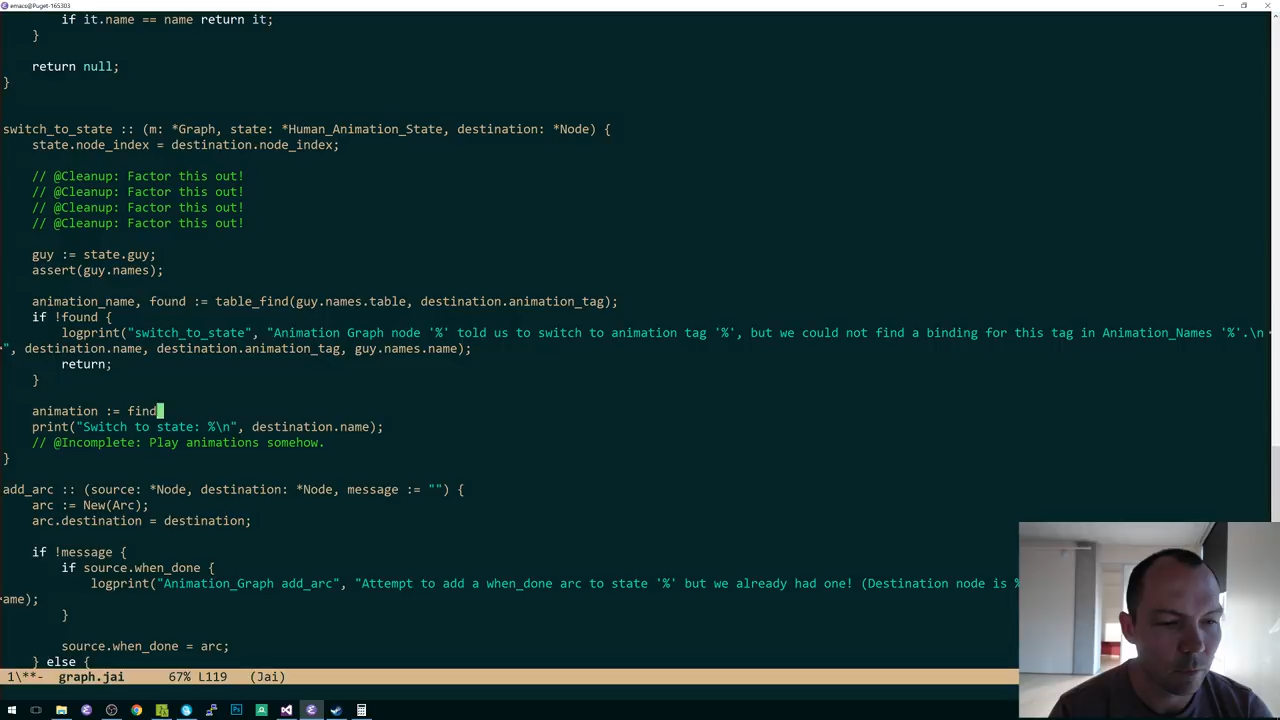 emacs@Puget-165303
if it.name == name return it;
}
return null;
}
switch_to_state :: (m: *Graph, state: *Human_Animation_State, destination: *Node) {
state.node_index = destination.node_index;
// @Cleanup: Factor this out!
// @Cleanup: Factor this out!
// @Cleanup: Factor this out!
// @Cleanup: Factor this out!
guy := state.guy;
assert(guy.names);
animation_name, found := table_find(guy.names.table, destination.animation_tag);
if !found {
logprint("switch_to_state", "Animation Graph node '%' told us to switch to animation tag '%', but we could not find a binding for this tag in Animation_Names '%'.\n
", destination.name, destination.animation_tag, guy.names.name);
return;
}
animation := find
print("Switch to state: %\n", destination.name);
// @Incomplete: Play animations somehow.
}
add_arc :: (source: *Node, destination: *Node, message := "") {
arc := New(Arc);
arc.destination = destination;
if !message {
if source.when_done {
logprint("Animation_Graph add_arc", "Attempt to add a when_done arc to state '%' but we already had one! (Destination node is %
ame);
}
source.when_done = arc;
} else {
1\**- graph.jai 67% L119 (Jai)